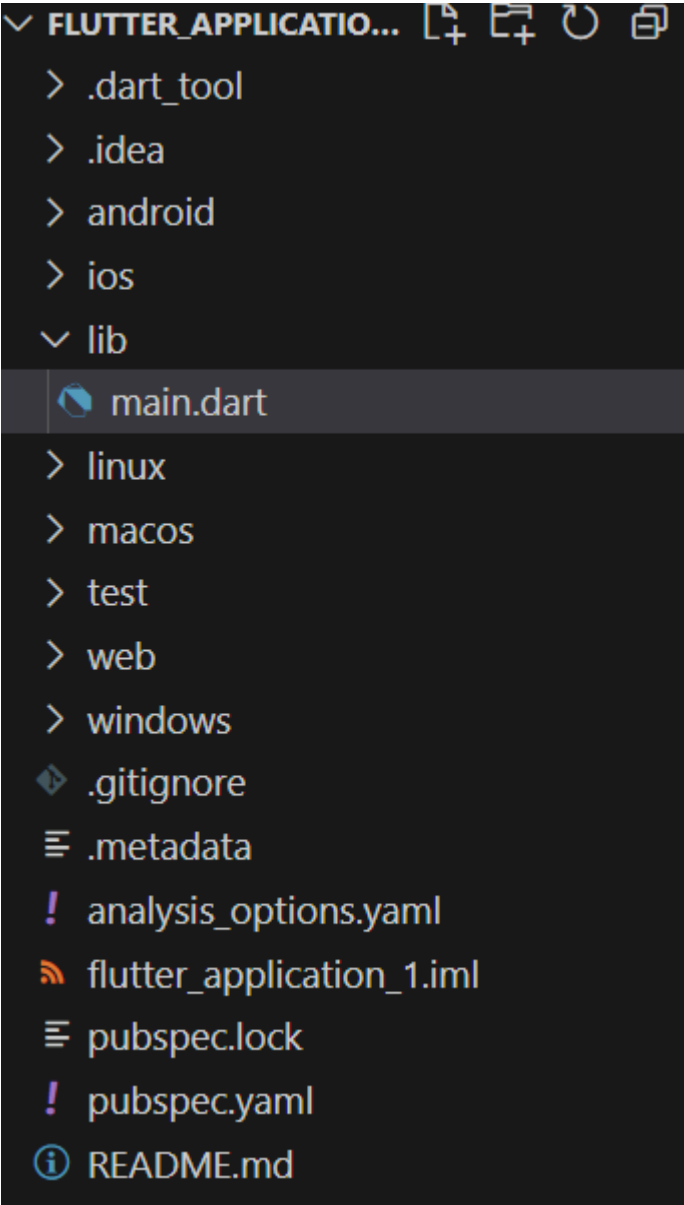 FLUTTER_APPLICATIO...
.dart_tool
.idea
android
ios
lib
main.dart
linux
macos
test
web
windows
.gitignore
.metadata
analysis_options.yaml
flutter_application_1.iml
pubspec.lock
pubspec.yaml
README.md